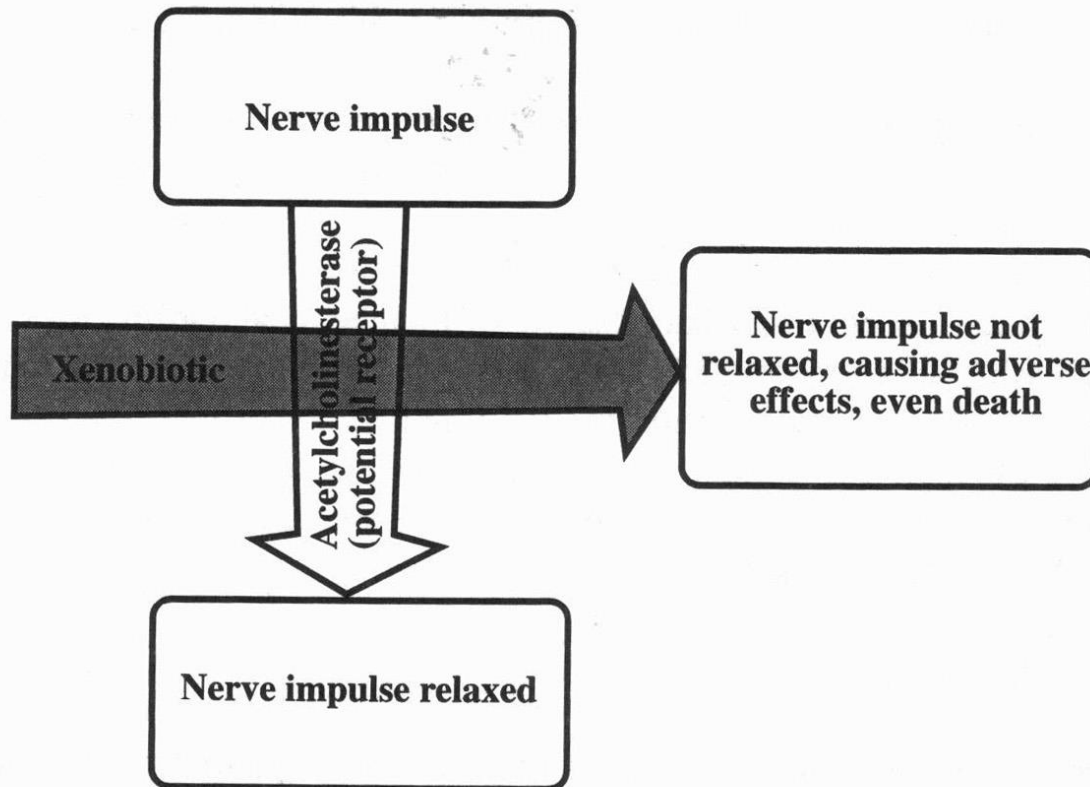 Nerve impulse
Acetylcholinesterase
(potential receptor)
Xenobiotic
Nerve impulse not
relaxed, causing adverse
effects, even death
Nerve impulse relaxed